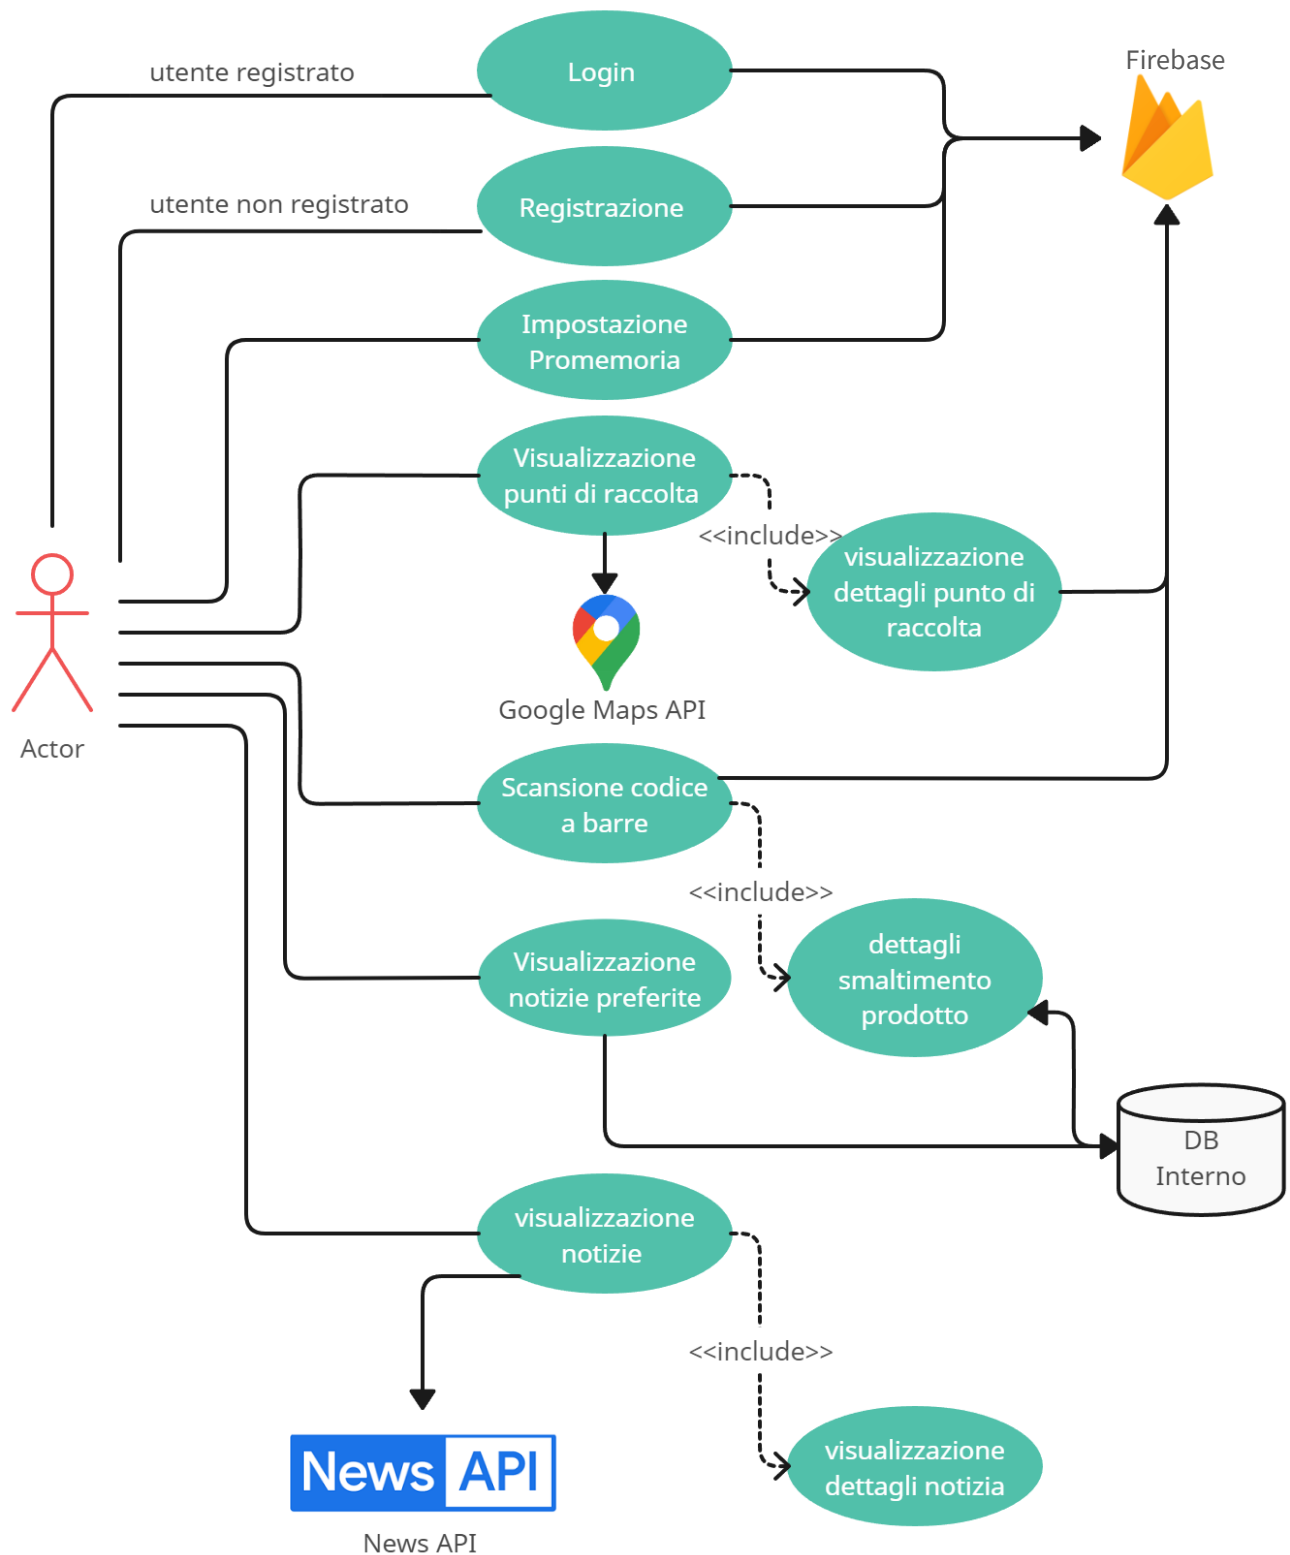 Firebase
utente registrato
Login
utente non registrato
Registrazione
Impostazione
Promemoria
Visualizzazione
punti di raccolta
<<include>>
visualizzazione
dettagli punto di
raccolta
Google Maps API
Actor
Scansione codice
a barre
<<include>>
dettagli
smaltimento
prodotto
Visualizzazione
notizie preferite
DB
Interno
visualizzazione
notizie
<<include>>
visualizzazione
dettagli notizia
News API
News API